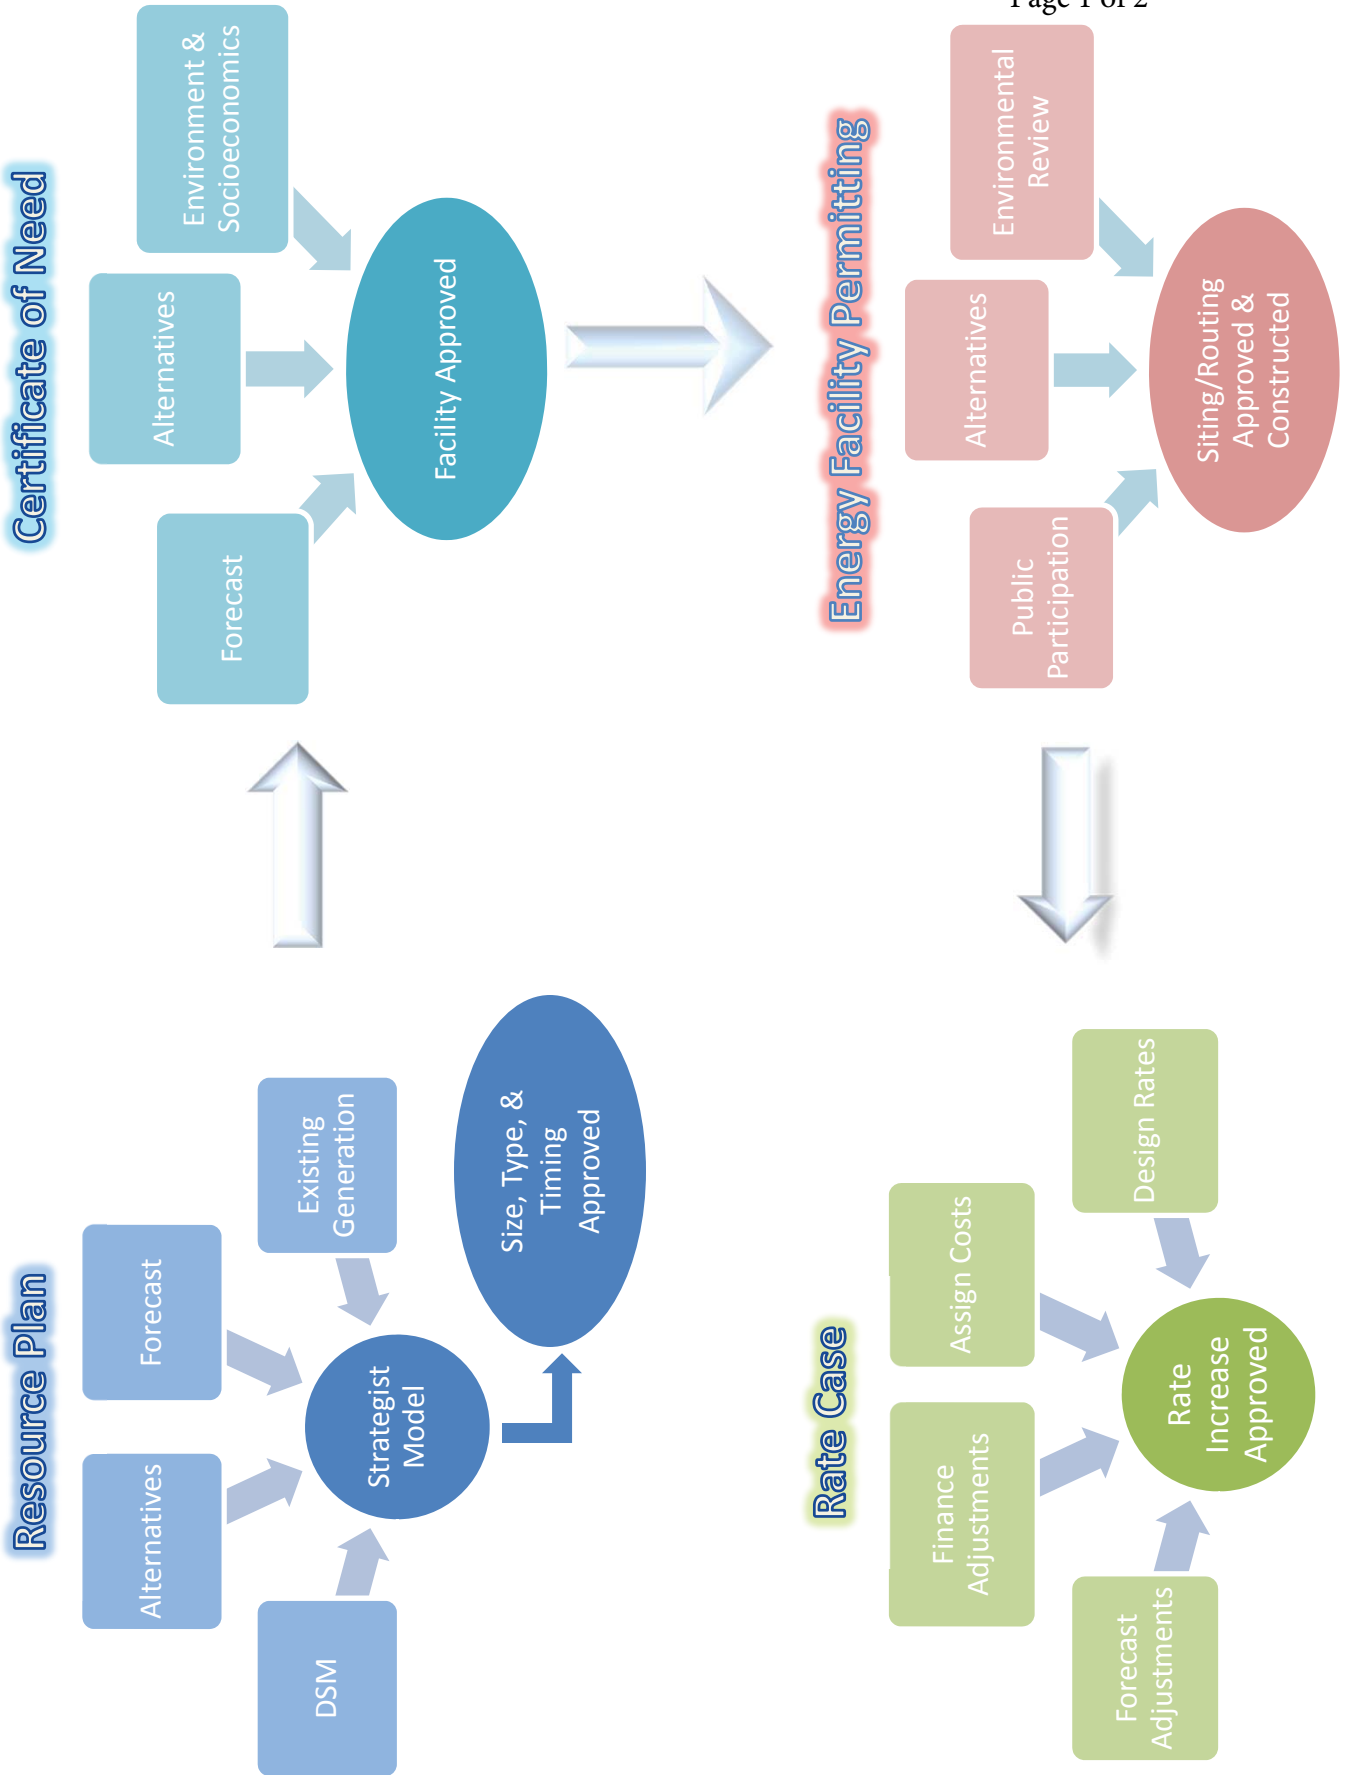 Page 1 of 2
Resource Plan
DSM
Alternatives
Forecast
Existing
Generation
Strategist
Model
Size, Type, &
Timing
Approved
Certificate of Need
Forecast
Alternatives
Environment &
Socioeconomics
Facility Approved
Energy Facility Permitting
Public
Participation
Alternatives
Environmental
Review
Siting/Routing
Approved &
Constructed
Rate Case
Forecast
Adjustments
Finance
Adjustments
Assign Costs
Design Rates
Rate
Increase
Approved